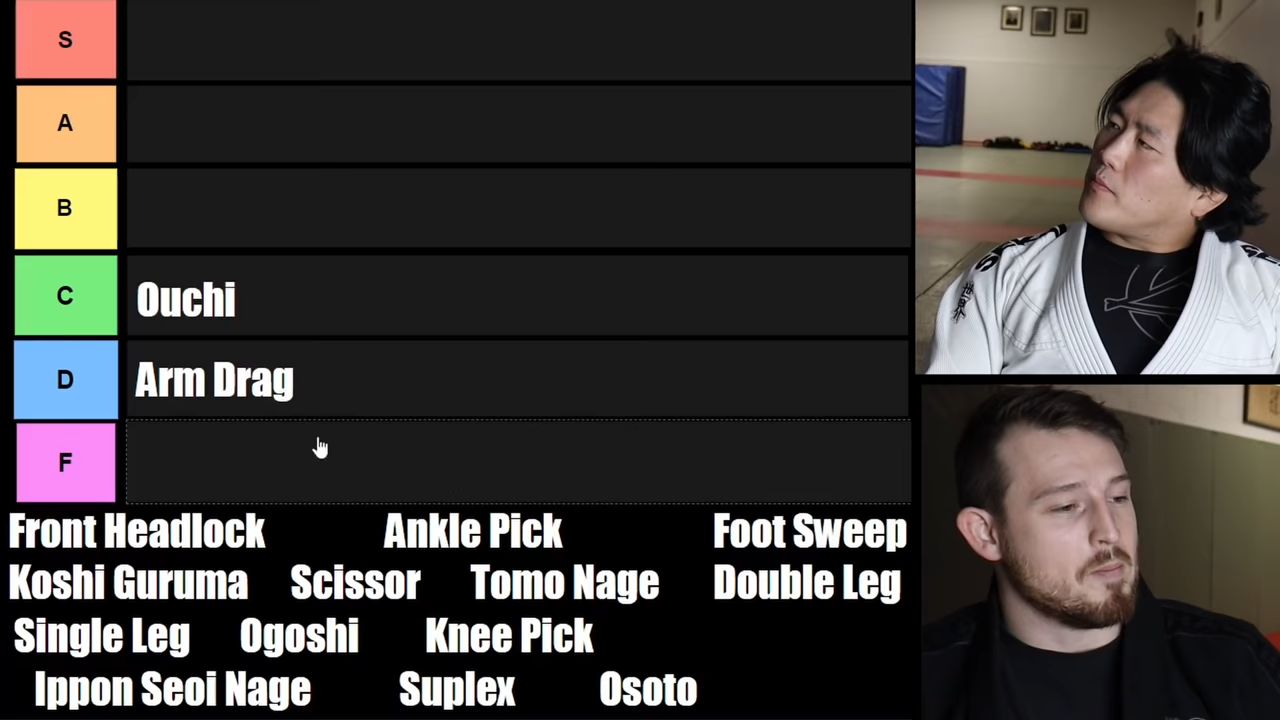 S
A
B
C Ouchi
D Arm Drag
F
Front Headlock Ankle Pick Foot Sweep
Koshi Guruma Scissor Tomo Nage Double Leg
Single Leg Ogoshi Knee Pick
Ippon Seoi Nage Suplex Osoto